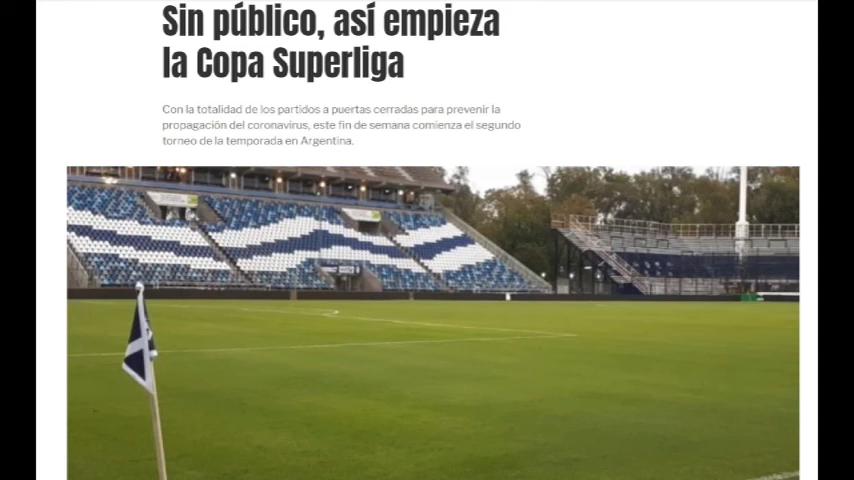 Sin público, así empieza
la Copa Superliga
Con la totalidad de los partidos a puertas cerradas para prevenir la
propagación del coronavirus, este fin de semana comienza el segundo
torneo de la temporada en Argentina.